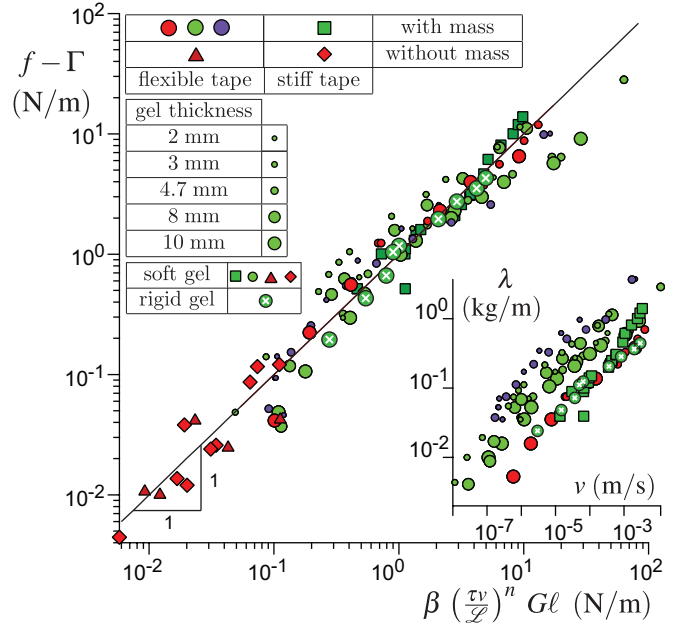 f − Γ
(N/m)
10^2
10^1
10^0
10^-1
10^-2
with mass
without mass
flexible tape stiff tape
gel thickness
2 mm
3 mm
4.7 mm
8 mm
10 mm
soft gel
rigid gel
1
1
λ
(kg/m)
10^0
10^-1
10^-2
v (m/s)
10^-7 10^-5 10^-3
10^-2 10^-1 10^0 10^1 10^2
β (τv/ℒ)^n Gℓ (N/m)